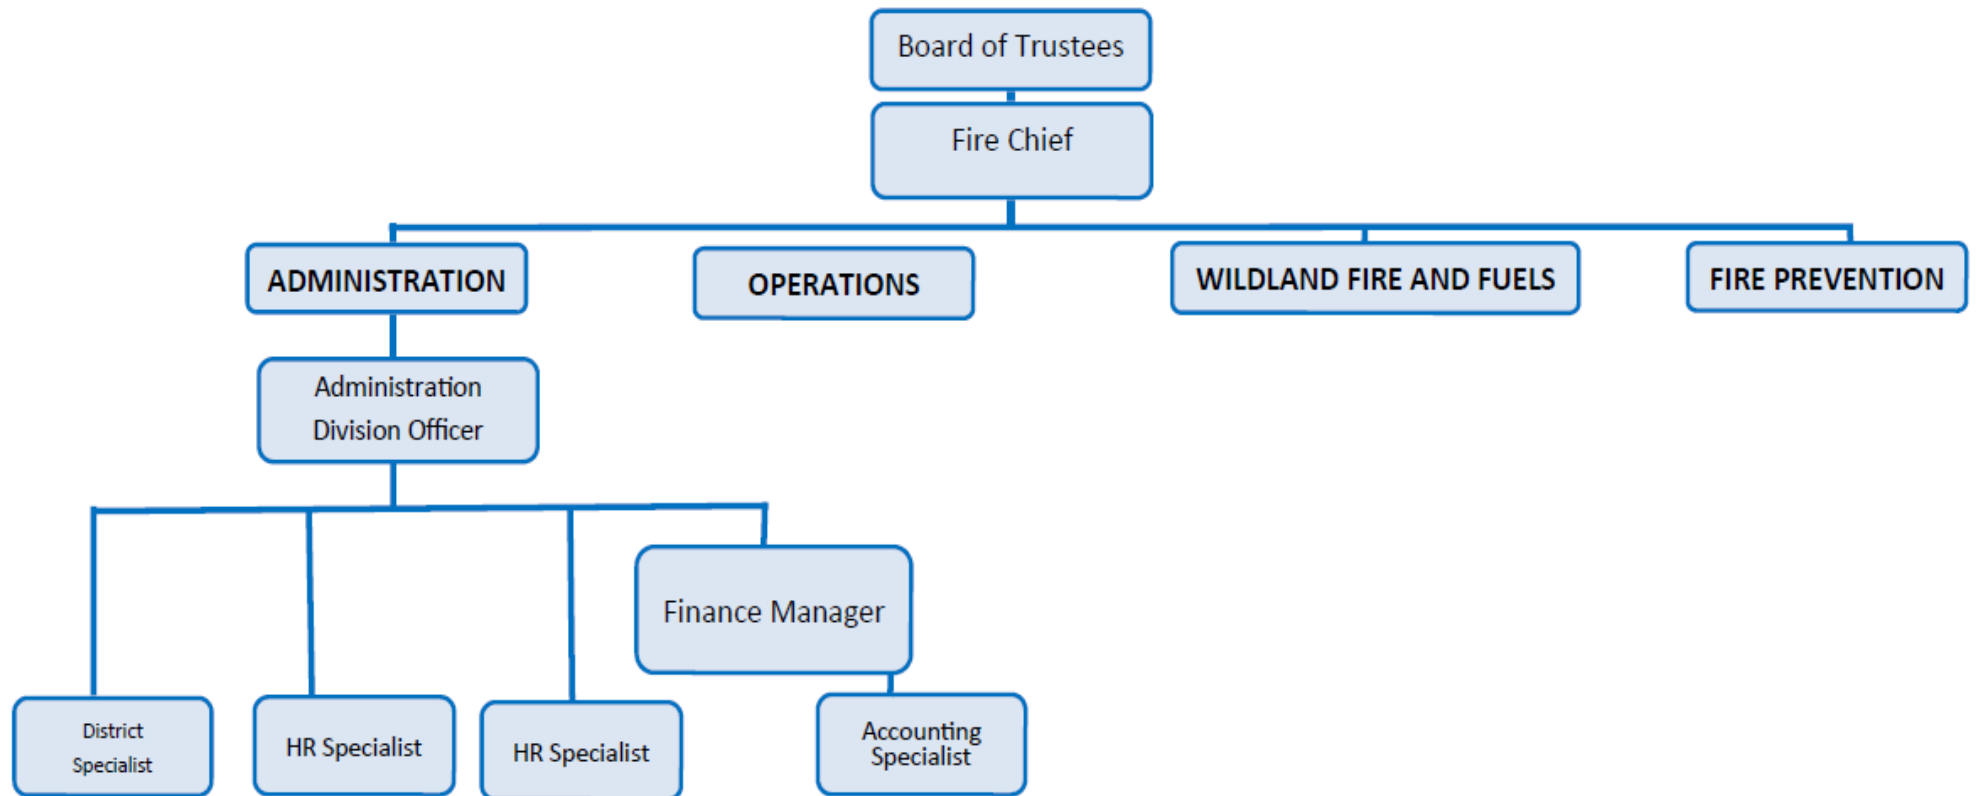 Board of Trustees
Fire Chief
ADMINISTRATION
OPERATIONS
WILDLAND FIRE AND FUELS
FIRE PREVENTION
Administration
Division Officer
Finance Manager
District
Specialist
HR Specialist
HR Specialist
Accounting
Specialist